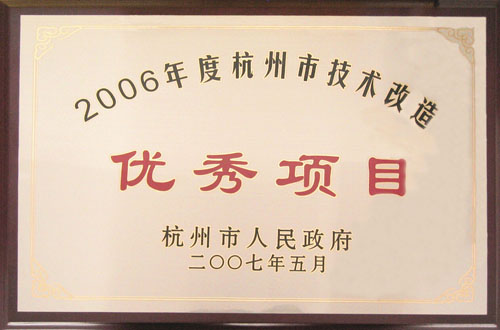 2006年度杭州市技术改造
优秀项目
杭州市人民政府
二〇〇七年五月